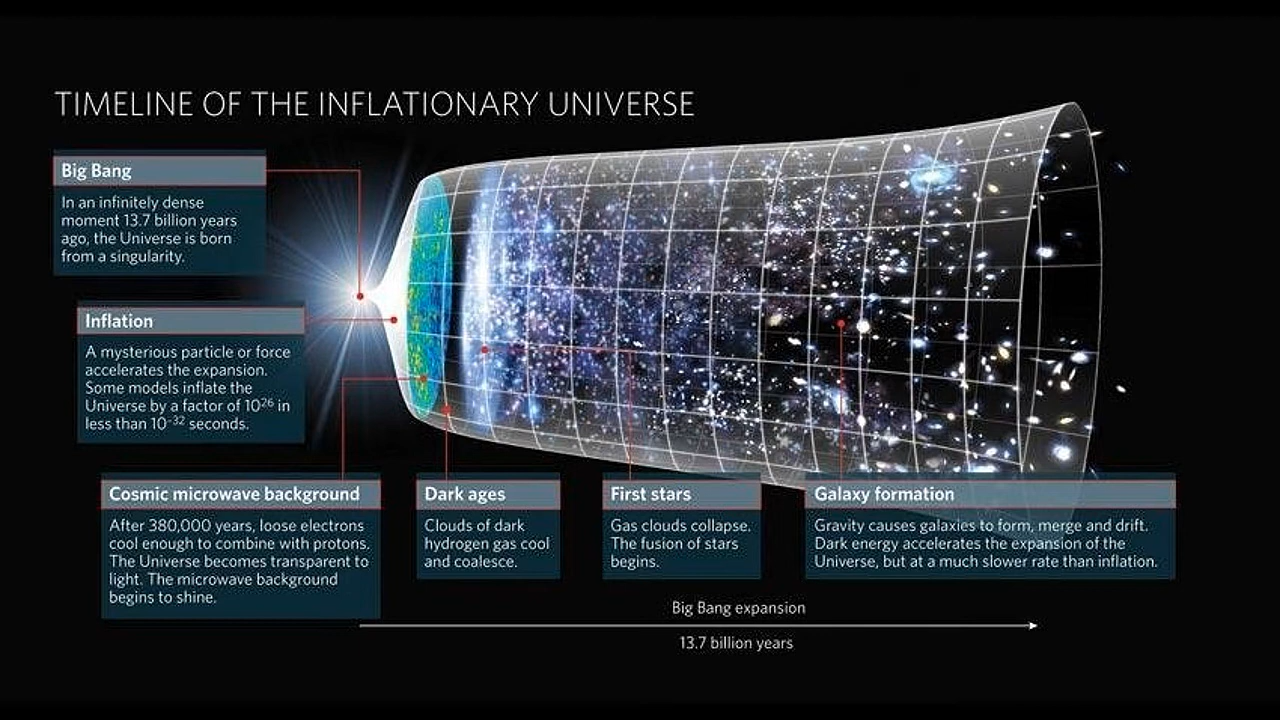 TIMELINE OF THE INFLATIONARY UNIVERSE
Big Bang
In an infinitely dense
moment 13.7 billion years
ago, the Universe is born
from a singularity.
Inflation
A mysterious particle or force
accelerates the expansion.
Some models inflate the
Universe by a factor of 10²⁶ in
less than 10⁻³² seconds.
Cosmic microwave background
After 380,000 years, loose electrons
cool enough to combine with protons.
The Universe becomes transparent to
light. The microwave background
begins to shine.
Dark ages
Clouds of dark
hydrogen gas cool
and coalesce.
First stars
Gas clouds collapse.
The fusion of stars
begins.
Galaxy formation
Gravity causes galaxies to form, merge and drift.
Dark energy accelerates the expansion of the
Universe, but at a much slower rate than inflation.
Big Bang expansion
13.7 billion years